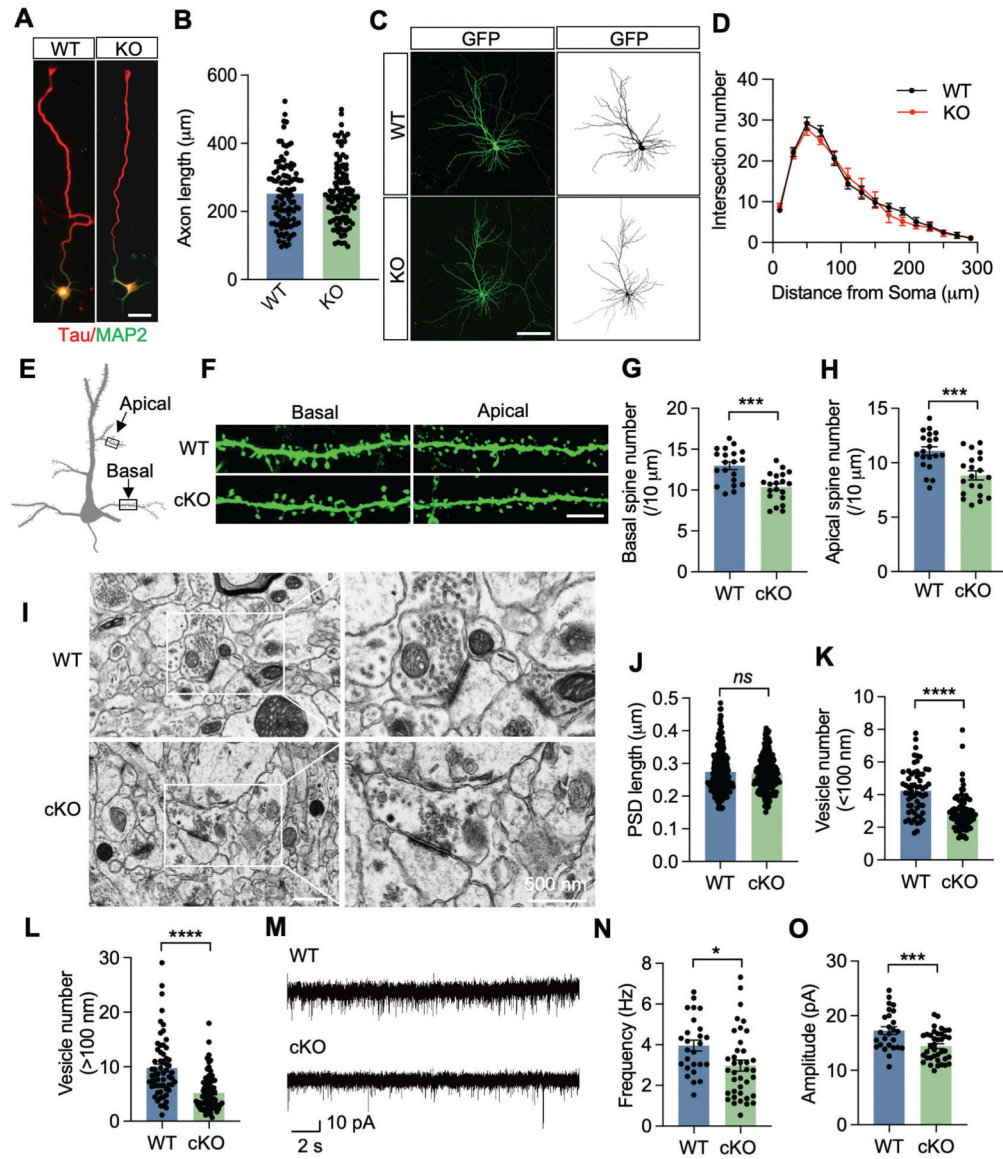 A
WT
KO
Tau/MAP2
B
Axon length (μm)
600
400
200
0
WT
KO
C
GFP
GFP
WT
KO
D
Intersection number
40
30
20
10
0
WT
KO
0
50
100
150
200
300
Distance from Soma (μm)
E
Apical
Basal
F
Basal
Apical
WT
cKO
G
***
Basal spine number
(/10 μm)
20
15
10
5
0
WT
cKO
H
***
Apical spine number
(/10 μm)
15
10
5
0
WT
cKO
I
WT
cKO
500 nm
J
ns
PSD length (μm)
0.5
0.4
0.3
0.2
0.1
0.0
WT
cKO
K
****
Vesicle number
(<100 nm)
10
8
6
4
2
0
WT
cKO
L
****
Vesicle number
(>100 nm)
30
20
10
0
WT
cKO
M
WT
cKO
10 pA
2 s
N
*
Frequency (Hz)
8
6
4
2
0
WT
cKO
O
***
Amplitude (pA)
30
20
10
0
WT
cKO